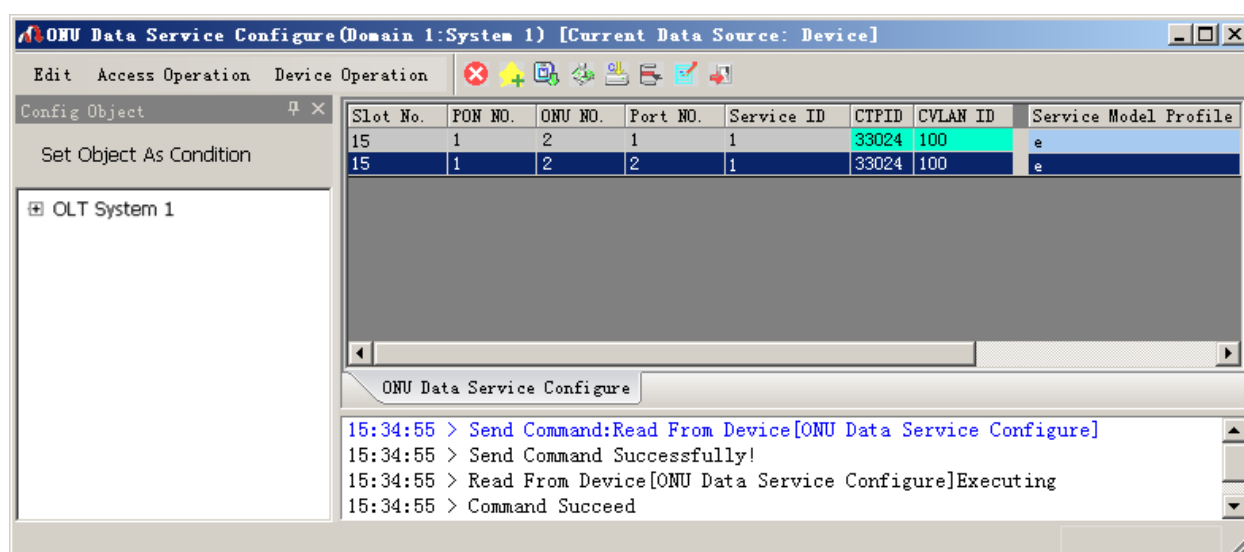 ONU Data Service Configure(Domain 1:System 1) [Current Data Source: Device]
Edit Access Operation Device Operation
Config Object
Set Object As Condition
OLT System 1
Slot No. PON NO. ONU NO. Port NO. Service ID CTPID CVLAN ID Service Model Profile
15 1 2 1 1 33024 100 e
15 1 2 2 1 33024 100 e
ONU Data Service Configure
15:34:55 > Send Command:Read From Device[ONU Data Service Configure]
15:34:55 > Send Command Successfully!
15:34:55 > Read From Device[ONU Data Service Configure]Executing
15:34:55 > Command Succeed